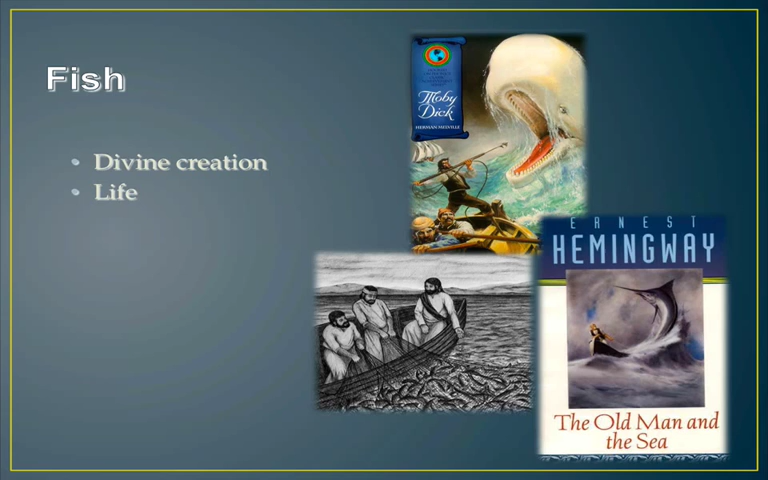 Fish
• Divine creation
• Life
Moby
Dick
HERMAN MELVILLE
ERNEST
HEMINGWAY
The Old Man and
the Sea